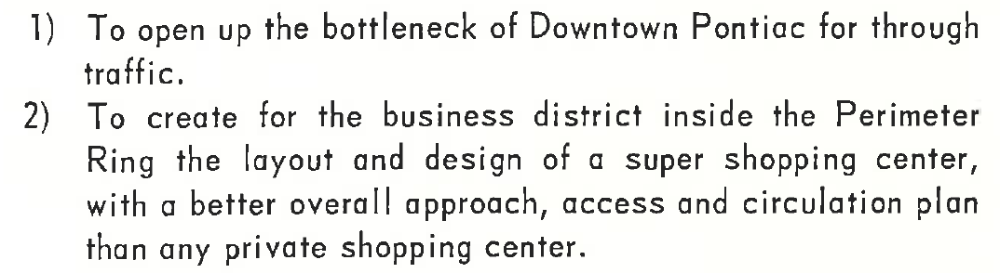 1) To open up the bottleneck of Downtown Pontiac for through
traffic.
2) To create for the business district inside the Perimeter
Ring the layout and design of a super shopping center,
with a better overall approach, access and circulation plan
than any private shopping center.